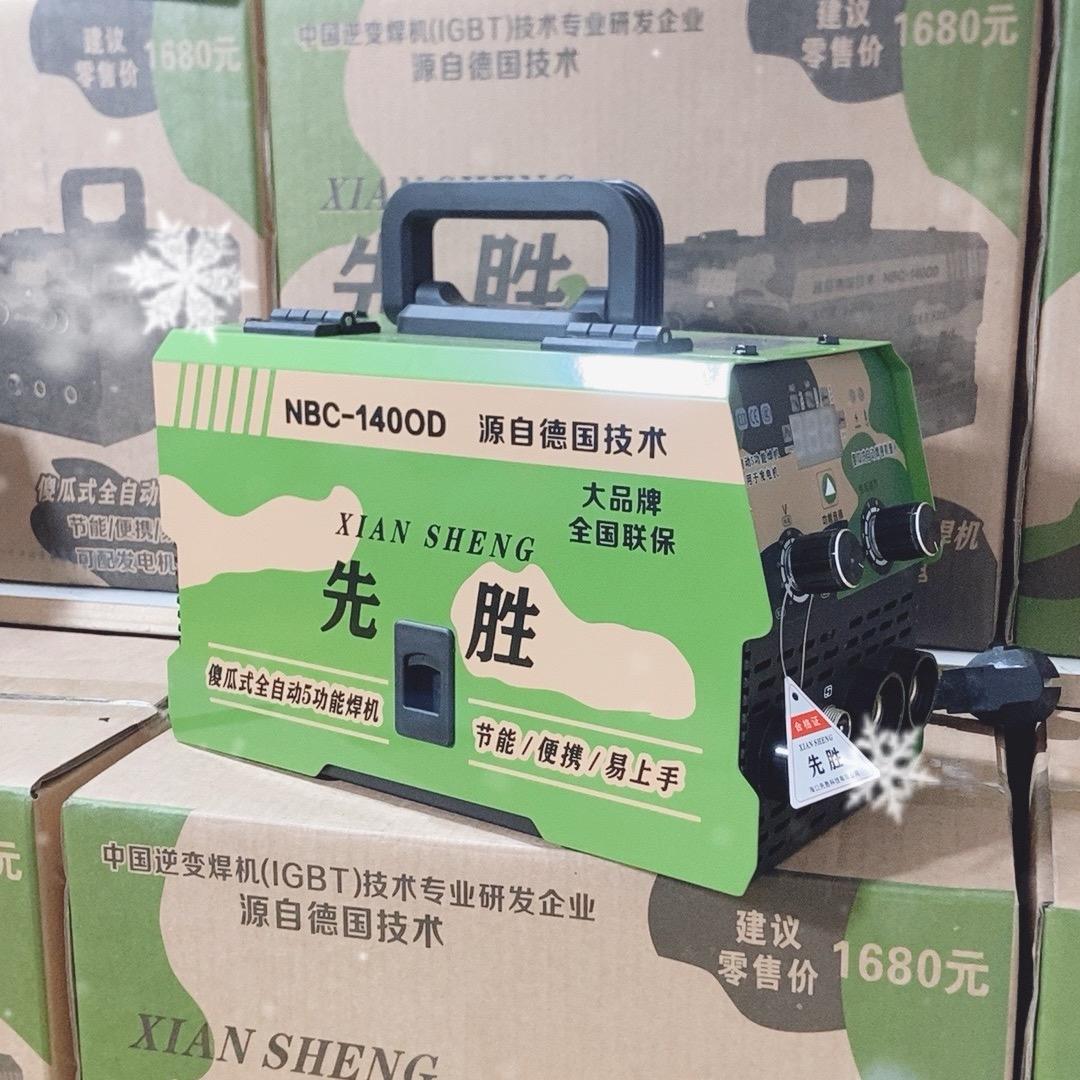 建议
零售价
1680元
中国逆变焊机(IGBT)技术专业研发企业
源自德国技术
建议
零售价
1680元
XIAN SHENG
先胜
NBC-140OD
傻瓜式全自动
节能/便携/
可配发电机
焊机
NBC-140OD 源自德国技术
大品牌
全国联保
XIAN SHENG
先胜
傻瓜式全自动5功能焊机
节能/便携/易上手
合格证
XIAN SHENG
先胜
元
中国逆变焊机(IGBT)技术专业研发企业
源自德国技术
建议
零售价
1680元
XIAN SHENG